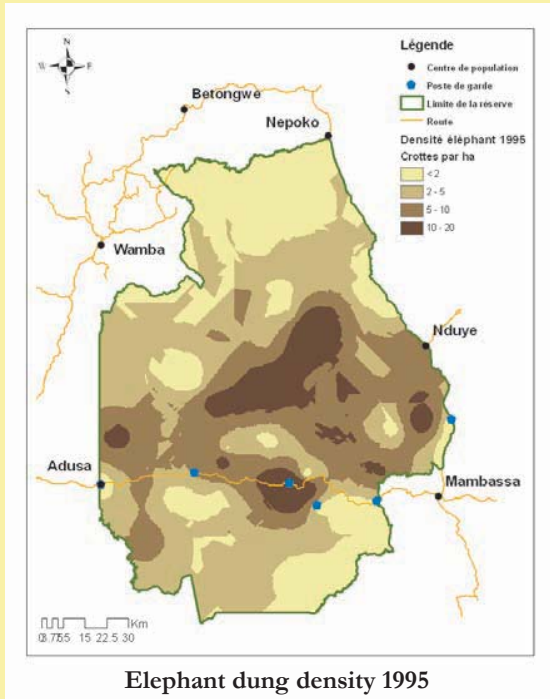 N
W E
S
Légende
Centre de population
Poste de garde
Limite de la réserve
Route
Densité éléphant 1995
Crottes par ha
<2
2 - 5
5 - 10
10 - 20
Betongwe
Nepoko
Wamba
Nduye
Adusa
Mambassa
15 22.5 30 Km
Elephant dung density 1995